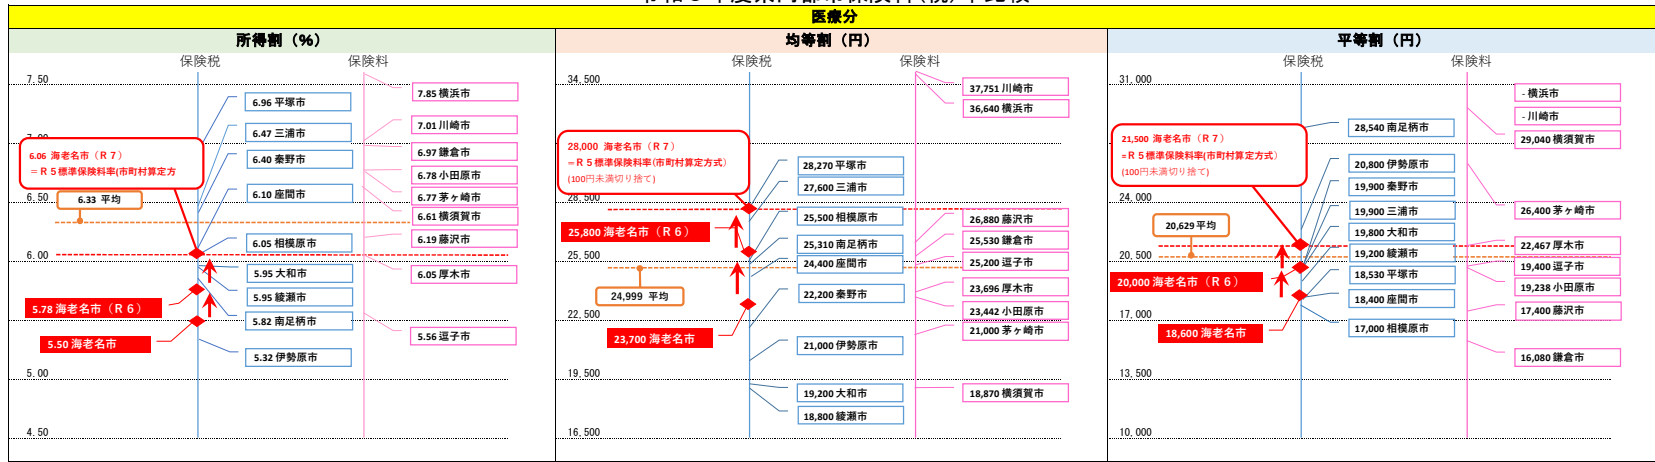 医療分
所得割（%）
保険税
保険料
7.50
6.96 平塚市
7.85 横浜市
6.47 三浦市
7.01 川崎市
6.06 海老名市（Ｒ７）
＝Ｒ５標準保険料率(市町村算定方
6.40 秦野市
6.97 鎌倉市
6.78 小田原市
6.10 座間市
6.77 茅ヶ崎市
6.50
6.33 平均
6.61 横須賀市
6.05 相模原市
6.19 藤沢市
6.00
5.95 大和市
6.05 厚木市
5.95 綾瀬市
5.78 海老名市（Ｒ６）
5.82 南足柄市
5.50 海老名市
5.56 逗子市
5.32 伊勢原市
5.00
4.50
均等割（円）
保険税
保険料
34,500
37,751 川崎市
36,640 横浜市
28,000 海老名市（Ｒ７）
＝Ｒ５標準保険料率(市町村算定方式)
(100円未満切り捨て)
28,270 平塚市
27,600 三浦市
28,500
25,500 相模原市
26,880 藤沢市
25,800 海老名市（Ｒ６）
25,310 南足柄市
25,530 鎌倉市
25,500
24,400 座間市
25,200 逗子市
24,999 平均
22,200 秦野市
23,696 厚木市
23,442 小田原市
22,500
21,000 茅ヶ崎市
23,700 海老名市
21,000 伊勢原市
19,500
19,200 大和市
18,870 横須賀市
18,800 綾瀬市
16,500
平等割（円）
保険税
保険料
31,000
- 横浜市
- 川崎市
28,540 南足柄市
29,040 横須賀市
21,500 海老名市（Ｒ７）
=Ｒ５標準保険料率(市町村算定方式）
(100円未満切り捨て)
20,800 伊勢原市
19,900 秦野市
24,000
19,900 三浦市
26,400 茅ヶ崎市
20,629 平均
19,800 大和市
22,467 厚木市
19,200 綾瀬市
20,500
19,400 逗子市
20,000 海老名市（Ｒ６）
18,530 平塚市
19,238 小田原市
18,400 座間市
17,400 藤沢市
17,000
17,000 相模原市
18,600 海老名市
16,080 鎌倉市
13,500
10,000